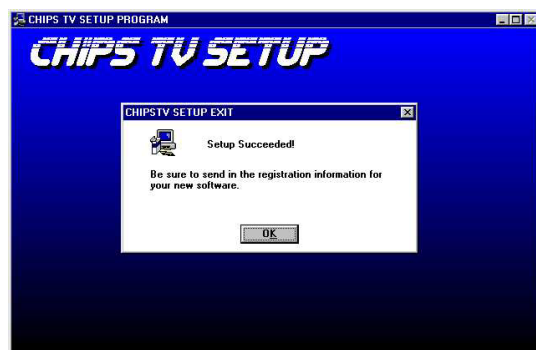 CHIPS TV SETUP PROGRAM
CHIPS TV SETUP
CHIPSTV SETUP EXIT
Setup Succeeded!
Be sure to send in the registration information for
your new software.
OK